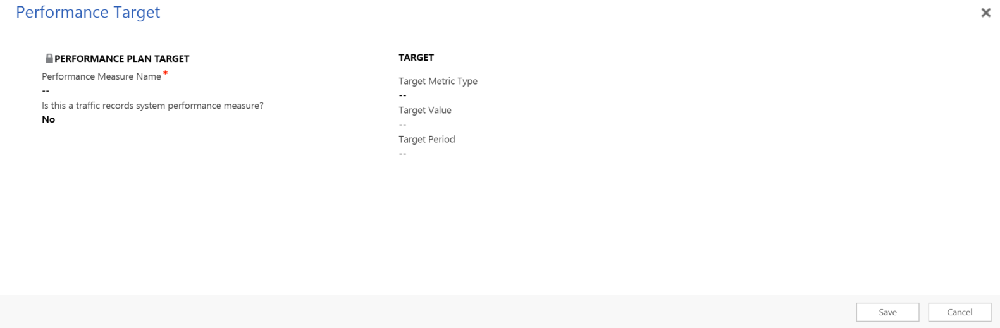 Performance Target
PERFORMANCE PLAN TARGET
Performance Measure Name *
--
Is this a traffic records system performance measure?
No
TARGET
Target Metric Type
--
Target Value
--
Target Period
--
Save
Cancel